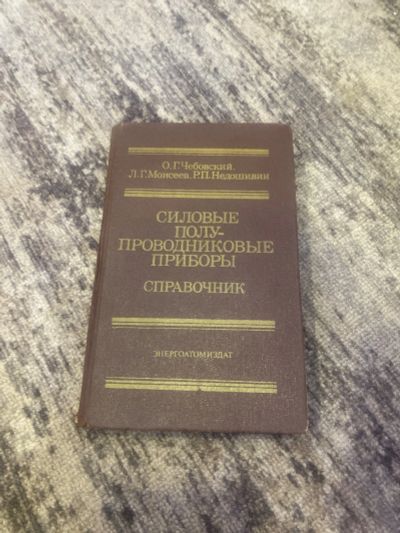 О.Г.Чебовский,
Л.Г.Моисеев, Р.П.Недошивин
СИЛОВЫЕ
ПОЛУ-
ПРОВОДНИКОВЫЕ
ПРИБОРЫ
СПРАВОЧНИК
ЭНЕРГОАТОМИЗДАТ